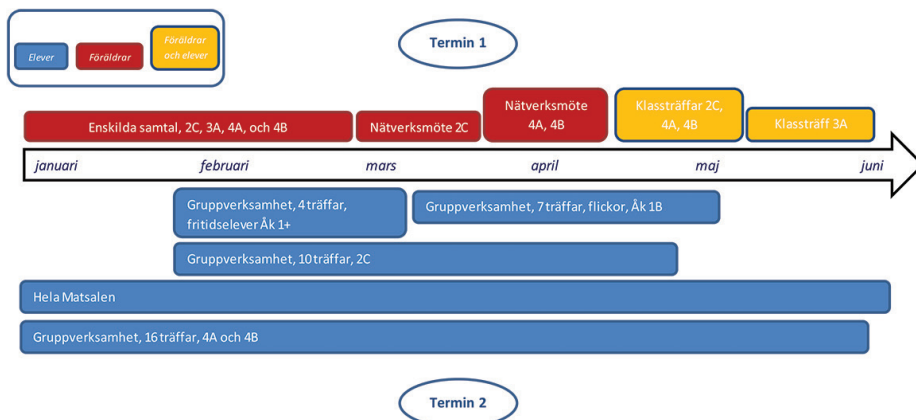 Elever
Föräldrar
Föräldrar
och elever
Termin 1
Enskilda samtal, 2C, 3A, 4A, och 4B
Nätverksmöte 2C
Nätverksmöte
4A, 4B
Klassträffar 2C,
4A, 4B
Klassträff 3A
januari
februari
mars
april
maj
juni
Gruppverksamhet, 4 träffar,
fritidselever Åk 1+
Gruppverksamhet, 7 träffar, flickor, Åk 1B
Gruppverksamhet, 10 träffar, 2C
Hela Matsalen
Gruppverksamhet, 16 träffar, 4A och 4B
Termin 2